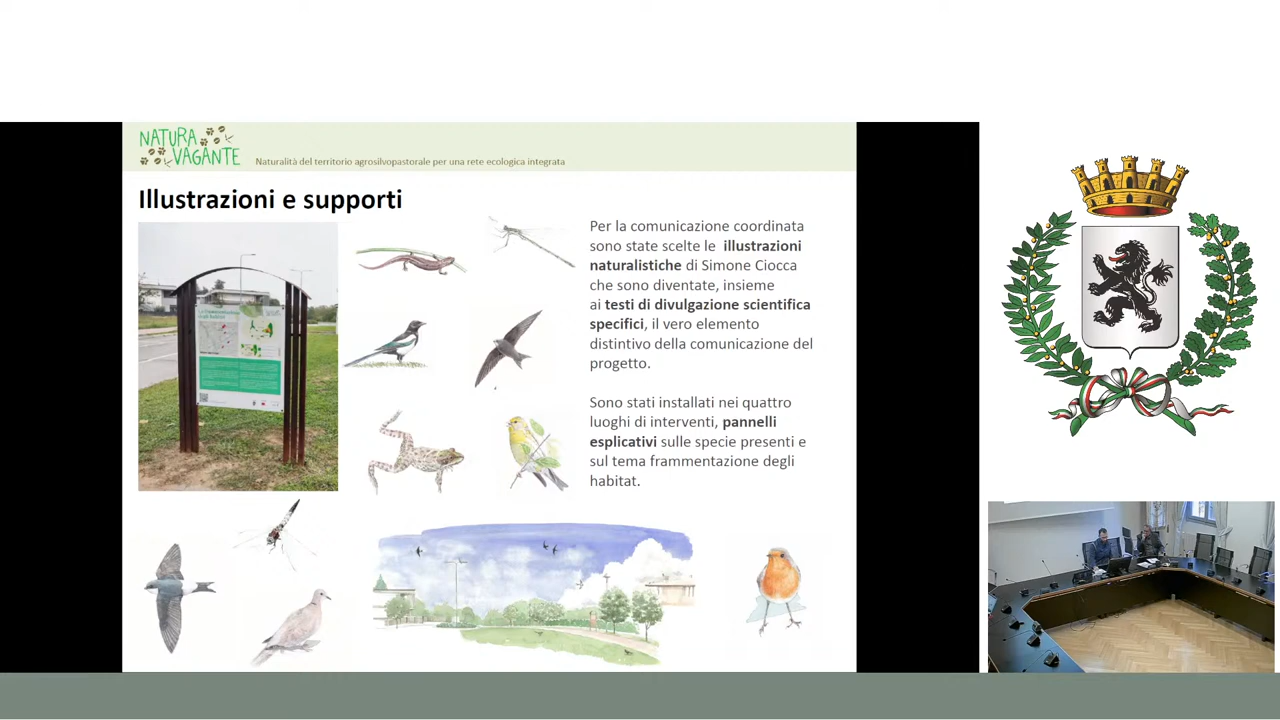 NATURA
VAGANTE
Naturalità del territorio agrosilvopastorale per una rete ecologica integrata
Illustrazioni e supporti
Per la comunicazione coordinata
sono state scelte le illustrazioni
naturalistiche di Simone Ciocca
che sono diventate, insieme
ai testi di divulgazione scientifica
specifici, il vero elemento
distintivo della comunicazione del
progetto.
Sono stati installati nei quattro
luoghi di interventi, pannelli
esplicativi sulle specie presenti e
sul tema frammentazione degli
habitat.